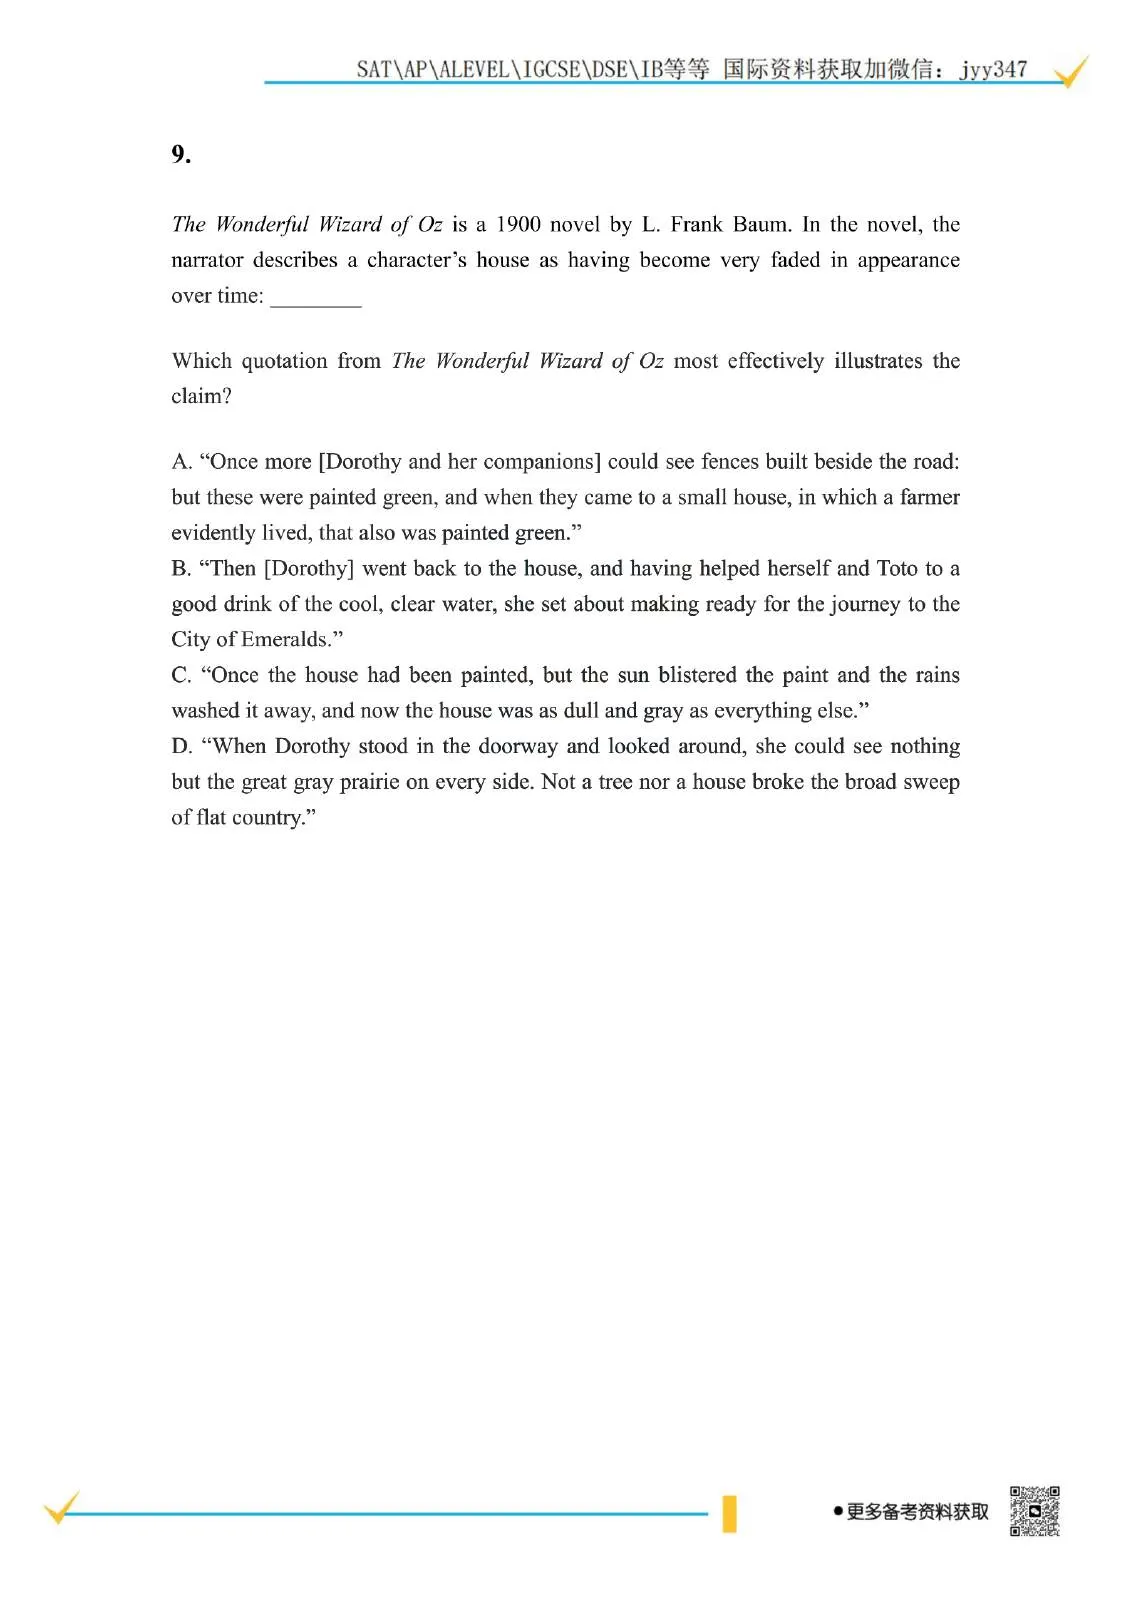 SAT\AP\ALEVEL\IGCSE\DSE\IB等等 国际资料获取加微信：jyy347
9.
The Wonderful Wizard of Oz is a 1900 novel by L. Frank Baum. In the novel, the
narrator describes a character’s house as having become very faded in appearance
over time: ________
Which quotation from The Wonderful Wizard of Oz most effectively illustrates the
claim?
A. “Once more [Dorothy and her companions] could see fences built beside the road:
but these were painted green, and when they came to a small house, in which a farmer
evidently lived, that also was painted green.”
B. “Then [Dorothy] went back to the house, and having helped herself and Toto to a
good drink of the cool, clear water, she set about making ready for the journey to the
City of Emeralds.”
C. “Once the house had been painted, but the sun blistered the paint and the rains
washed it away, and now the house was as dull and gray as everything else.”
D. “When Dorothy stood in the doorway and looked around, she could see nothing
but the great gray prairie on every side. Not a tree nor a house broke the broad sweep
of flat country.”
●更多备考资料获取